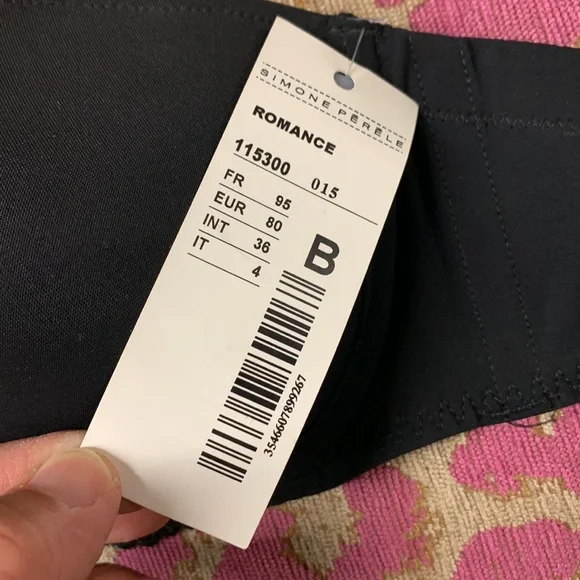 SIMONE PÉRÈLE
ROMANCE
115300 015
FR 95
EUR 80
INT 36
IT 4
B
3546607899267